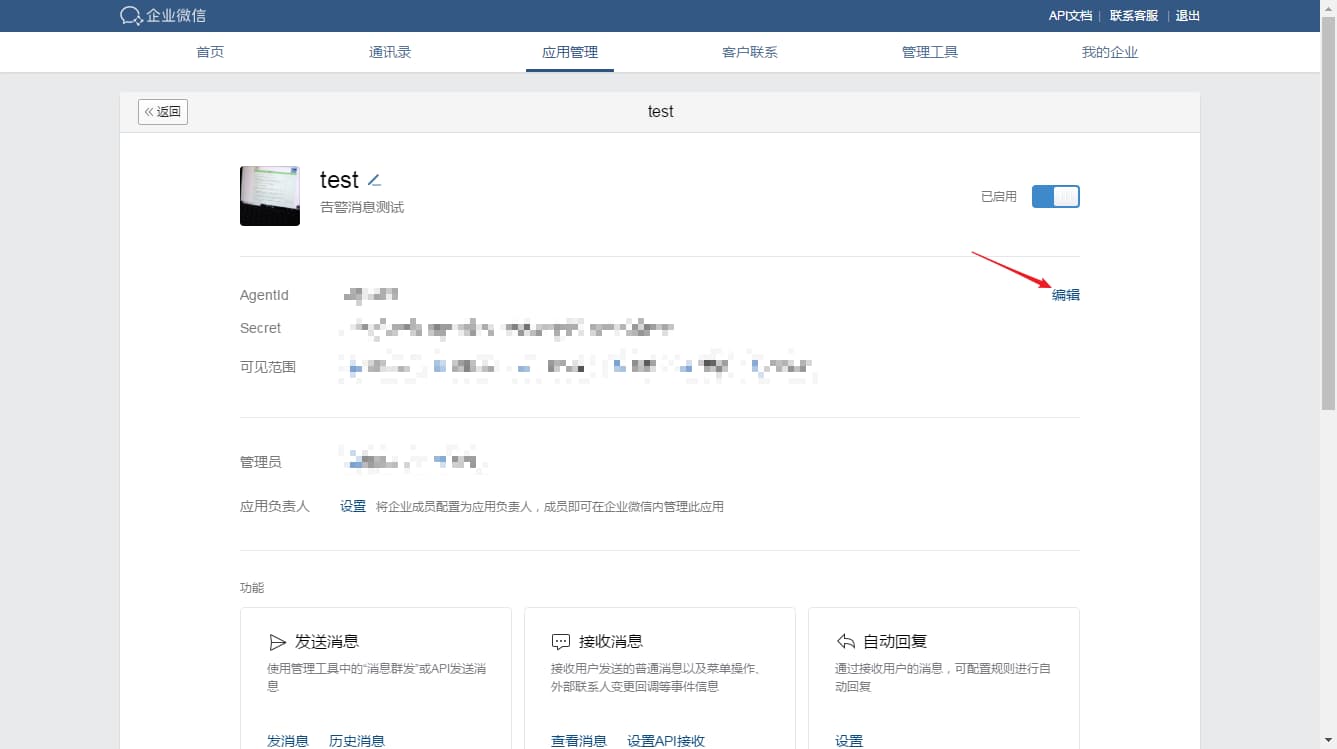 企业微信
API文档 | 联系客服 | 退出
首页 通讯录 应用管理 客户联系 管理工具 我的企业
返回 test
test
告警消息测试
已启用
AgentId
编辑
Secret
可见范围
管理员
应用负责人 设置 将企业成员配置为应用负责人，成员即可在企业微信内管理此应用
功能
发送消息
使用管理工具中的“消息群发”或API发送消
息
发消息 历史消息
接收消息
接收用户发送的普通消息以及菜单操作、
外部联系人变更回调等事件信息
查看消息 设置API接收
自动回复
通过接收用户的消息，可配置规则进行自
动回复
设置